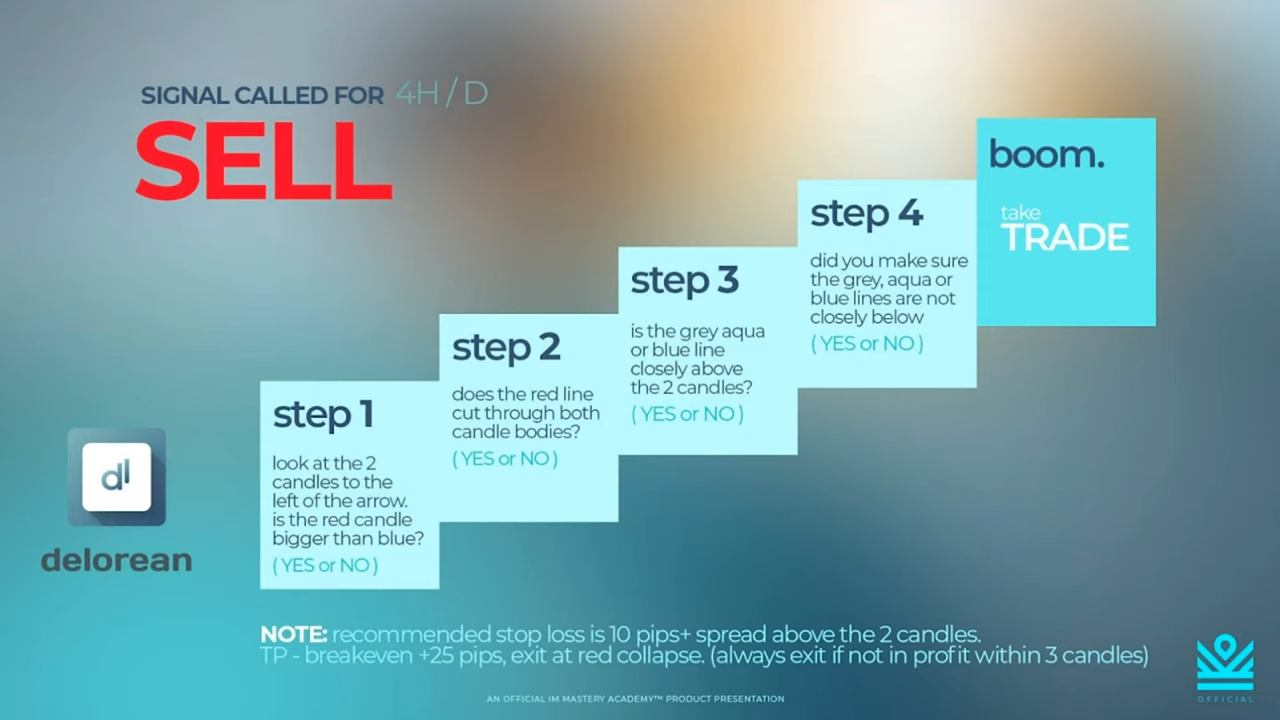 SIGNAL CALLED FOR 4H / D
SELL
boom.
take
TRADE
step 4
did you make sure
the grey, aqua or
blue lines are not
closely below
( YES or NO )
step 3
is the grey aqua
or blue line
closely above
the 2 candles?
( YES or NO )
step 2
does the red line
cut through both
candle bodies?
( YES or NO )
step 1
look at the 2
candles to the
left of the arrow.
is the red candle
bigger than blue?
( YES or NO )
dl
delorean
NOTE: recommended stop loss is 10 pips+ spread above the 2 candles.
TP - breakeven +25 pips, exit at red collapse. (always exit if not in profit within 3 candles)
AN OFFICIAL IM MASTERY ACADEMY™ PRODUCT PRESENTATION
OFFICIAL